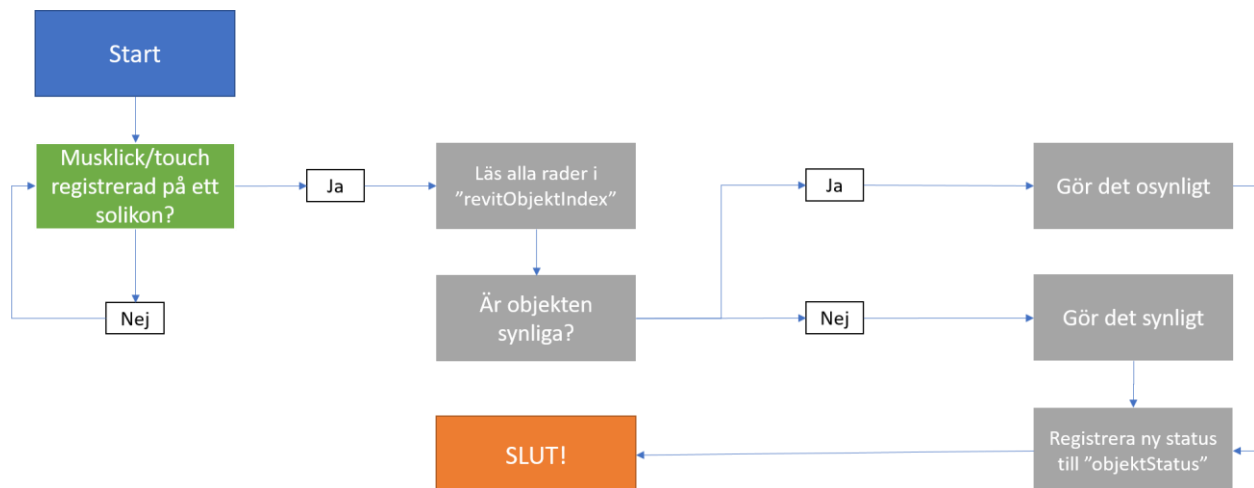 Start
Musklick/touch
registrerad på ett
solikon?
Ja
Läs alla rader i
”revitObjektIndex”
Ja
Gör det osynligt
Nej
Är objekten
synliga?
Nej
Gör det synligt
SLUT!
Registrera ny status
till ”objektStatus”